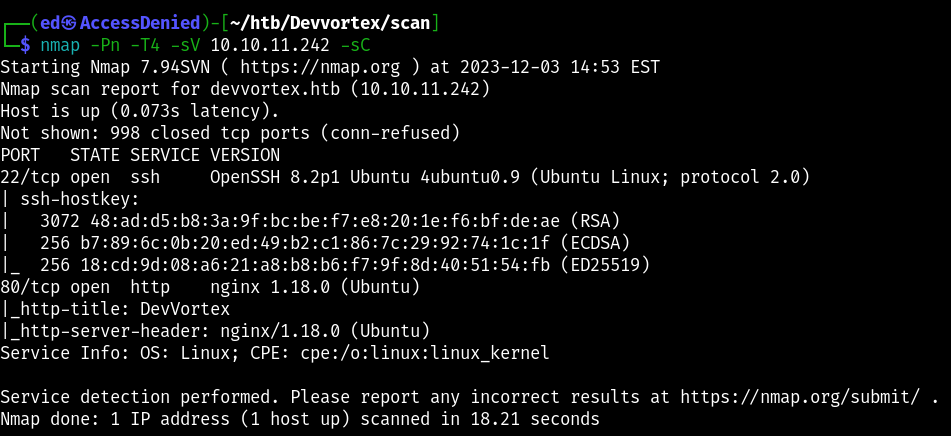 ┌──(ed㉿AccessDenied)-[~/htb/Devvortex/scan]
└─$ nmap -Pn -T4 -sV 10.10.11.242 -sC
Starting Nmap 7.94SVN ( https://nmap.org ) at 2023-12-03 14:53 EST
Nmap scan report for devvortex.htb (10.10.11.242)
Host is up (0.073s latency).
Not shown: 998 closed tcp ports (conn-refused)
PORT   STATE SERVICE VERSION
22/tcp open  ssh     OpenSSH 8.2p1 Ubuntu 4ubuntu0.9 (Ubuntu Linux; protocol 2.0)
| ssh-hostkey:
|   3072 48:ad:d5:b8:3a:9f:bc:be:f7:e8:20:1e:f6:bf:de:ae (RSA)
|   256 b7:89:6c:0b:20:ed:49:b2:c1:86:7c:29:92:74:1c:1f (ECDSA)
|_  256 18:cd:9d:08:a6:21:a8:b8:b6:f7:9f:8d:40:51:54:fb (ED25519)
80/tcp open  http    nginx 1.18.0 (Ubuntu)
|_http-title: DevVortex
|_http-server-header: nginx/1.18.0 (Ubuntu)
Service Info: OS: Linux; CPE: cpe:/o:linux:linux_kernel

Service detection performed. Please report any incorrect results at https://nmap.org/submit/ .
Nmap done: 1 IP address (1 host up) scanned in 18.21 seconds